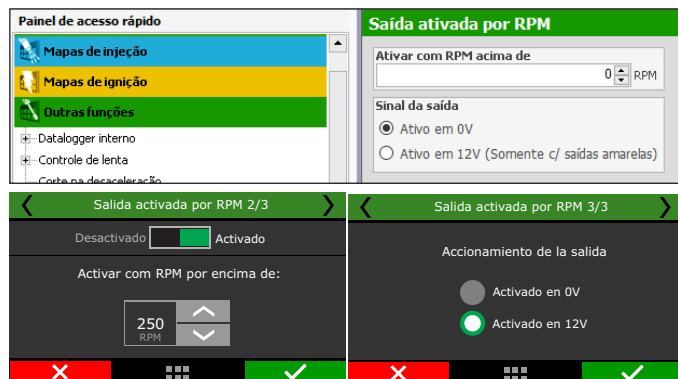 Painel de acesso rápido
Mapas de injeção
Mapas de ignição
Outras funções
Datalogger interno
Controle de lenta
Corte na desaceleração
Saída ativada por RPM
Ativar com RPM acima de
0 RPM
Sinal da saída
Ativo em 0V
Ativo em 12V (Somente c/ saídas amarelas)
Salida activada por RPM 2/3
Desactivado Activado
Activar com RPM por encima de:
250
RPM
Salida activada por RPM 3/3
Accionamiento de la salida
Activado en 0V
Activado en 12V